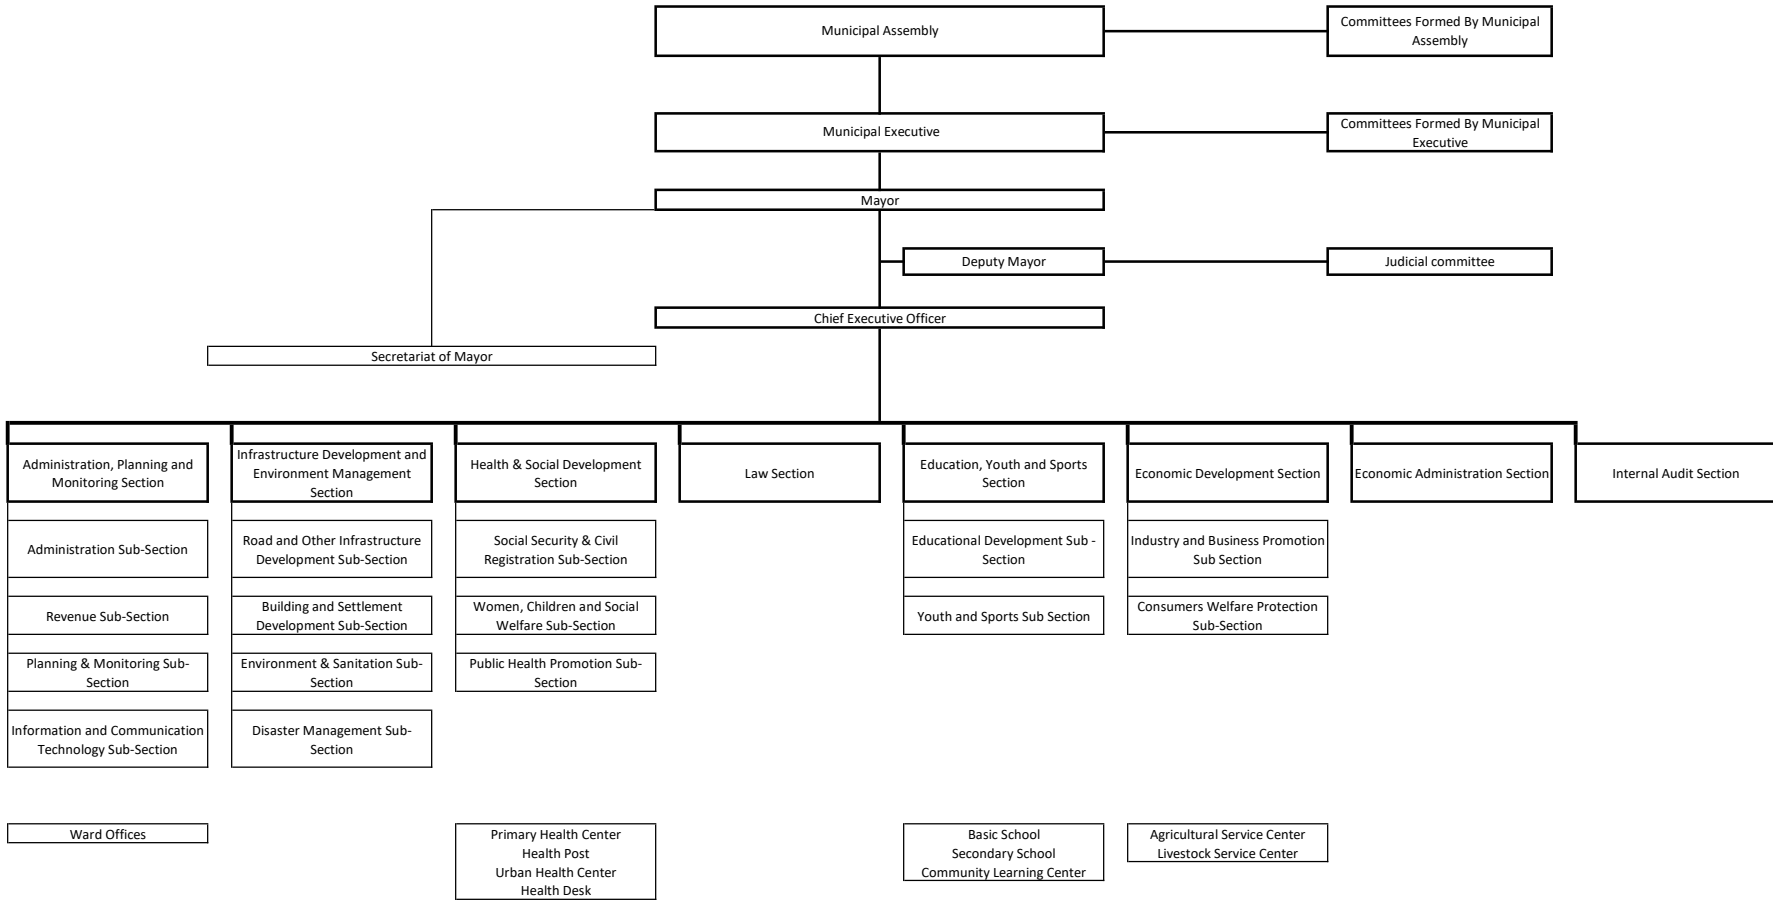 Municipal Assembly
Committees Formed By Municipal
Assembly
Municipal Executive
Committees Formed By Municipal
Executive
Mayor
Deputy Mayor
Judicial committee
Chief Executive Officer
Secretariat of Mayor
Administration, Planning and
Monitoring Section
Infrastructure Development and
Environment Management
Section
Health & Social Development
Section
Law Section
Education, Youth and Sports
Section
Economic Development Section
Economic Administration Section
Internal Audit Section
Administration Sub-Section
Road and Other Infrastructure
Development Sub-Section
Social Security & Civil
Registration Sub-Section
Educational Development Sub -
Section
Industry and Business Promotion
Sub Section
Revenue Sub-Section
Building and Settlement
Development Sub-Section
Women, Children and Social
Welfare Sub-Section
Youth and Sports Sub Section
Consumers Welfare Protection
Sub-Section
Planning & Monitoring Sub-
Section
Environment & Sanitation Sub-
Section
Public Health Promotion Sub-
Section
Information and Communication
Technology Sub-Section
Disaster Management Sub-
Section
Ward Offices
Primary Health Center
Health Post
Urban Health Center
Health Desk
Basic School
Secondary School
Community Learning Center
Agricultural Service Center
Livestock Service Center